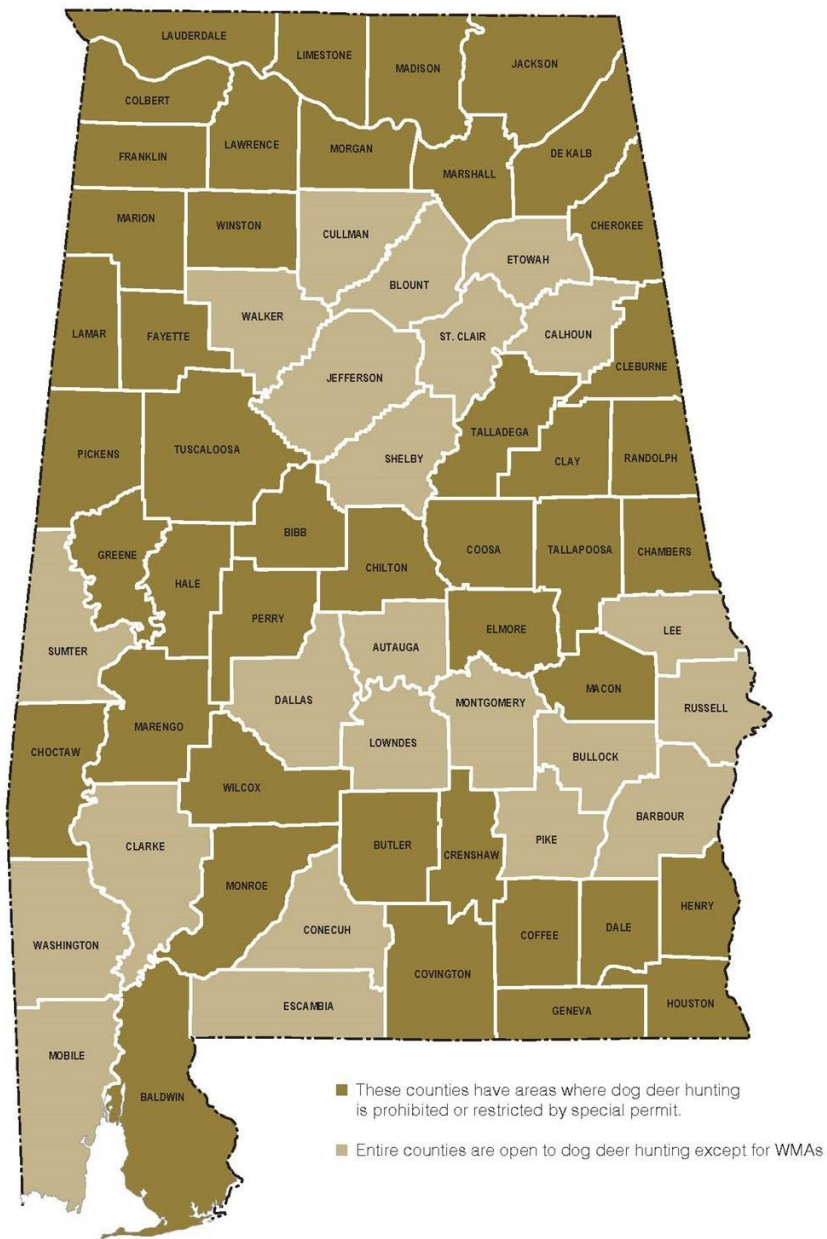 LAUDERDALE
LIMESTONE
MADISON
JACKSON
COLBERT
LAWRENCE
FRANKLIN
MORGAN
DE KALB
MARSHALL
MARION
WINSTON
CULLMAN
CHEROKEE
ETOWAH
BLOUNT
WALKER
LAMAR
FAYETTE
ST. CLAIR
CALHOUN
CLEBURNE
JEFFERSON
TALLADEGA
PICKENS
TUSCALOOSA
SHELBY
CLAY
RANDOLPH
BIBB
GREENE
HALE
CHILTON
COOSA
TALLAPOOSA
CHAMBERS
PERRY
ELMORE
LEE
SUMTER
AUTAUGA
DALLAS
MONTGOMERY
MACON
RUSSELL
MARENGO
CHOCTAW
LOWNDES
BULLOCK
WILCOX
BARBOUR
CLARKE
BUTLER
CRENSHAW
PIKE
MONROE
HENRY
WASHINGTON
CONECUH
COFFEE
DALE
COVINGTON
ESCAMBIA
GENEVA
HOUSTON
MOBILE
BALDWIN
These counties have areas where dog deer hunting
is prohibited or restricted by special permit.
Entire counties are open to dog deer hunting except for WMAs